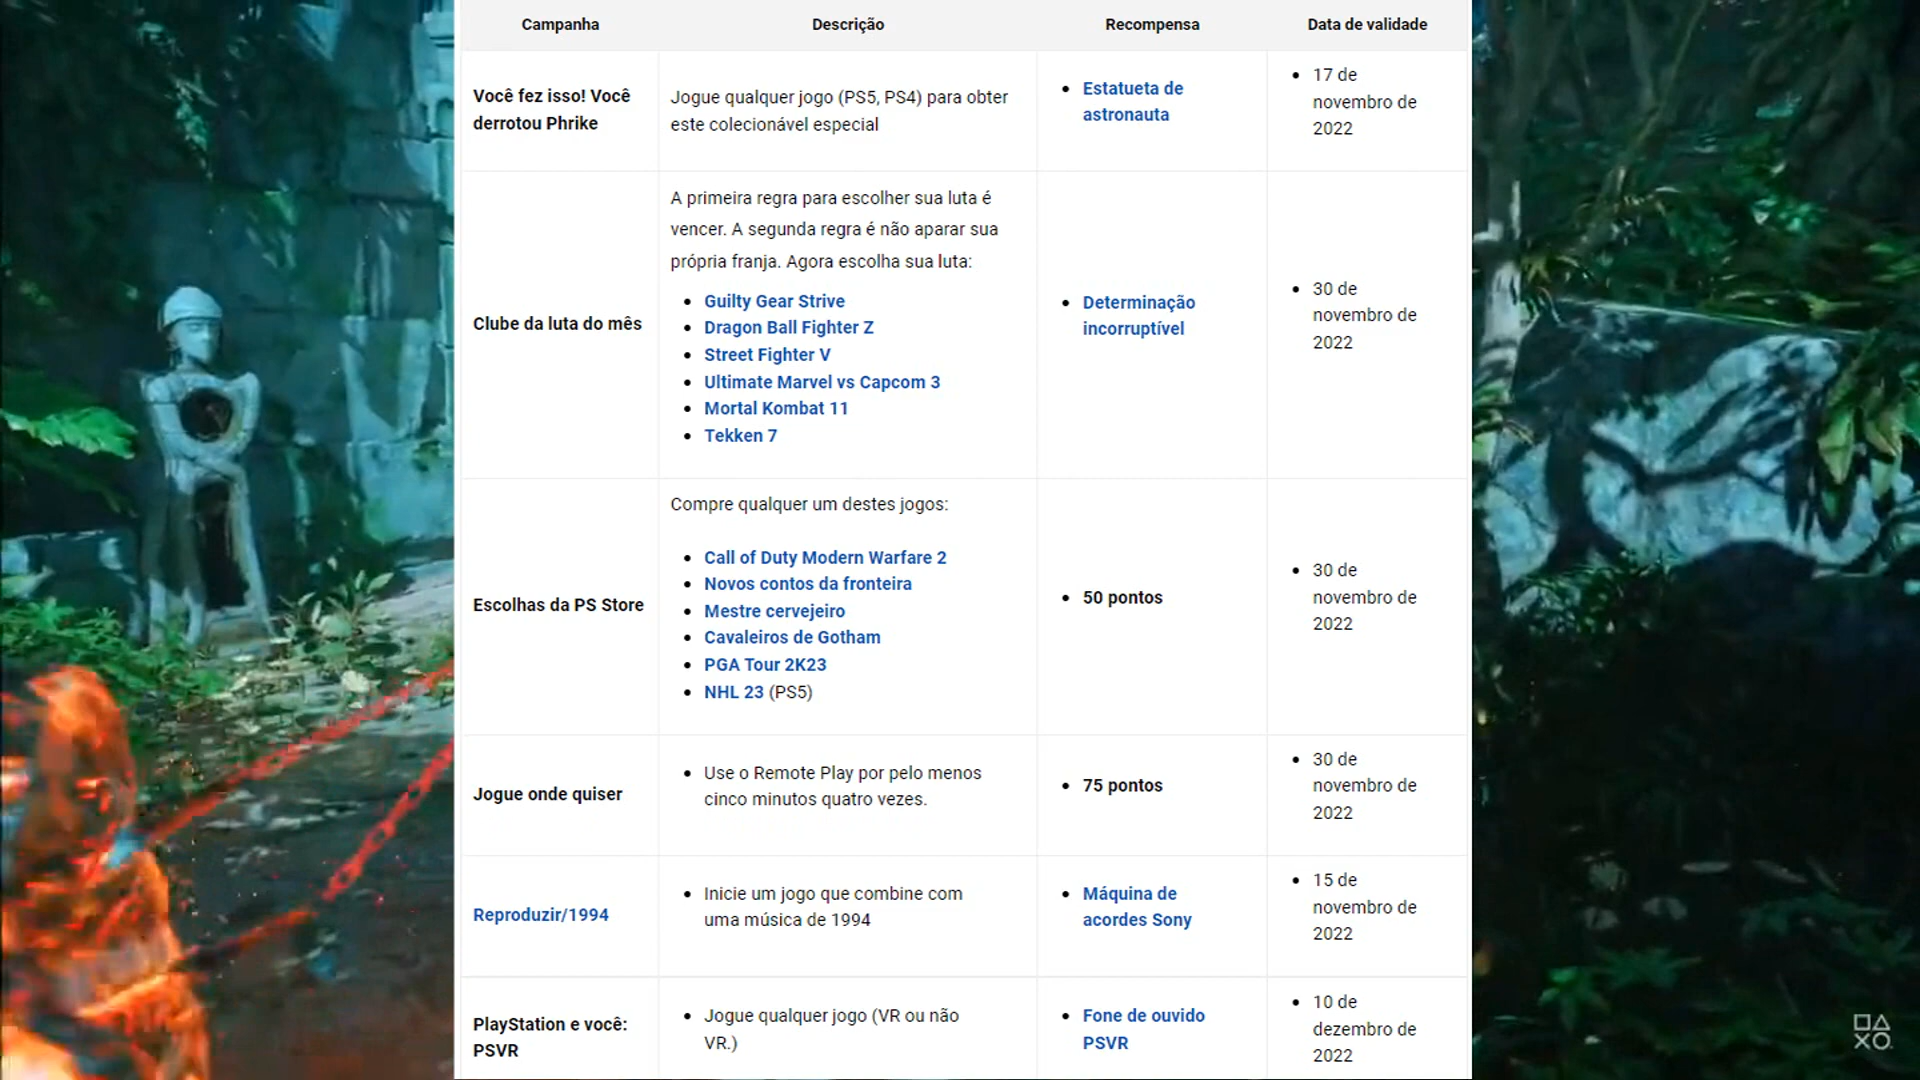 Campanha
Descrição
Recompensa
Data de validade
Você fez isso! Você
derrotou Phrike
Jogue qualquer jogo (PS5, PS4) para obter
este colecionável especial
Estatueta de
astronauta
17 de
novembro de
2022
Clube da luta do mês
A primeira regra para escolher sua luta é
vencer. A segunda regra é não aparar sua
própria franja. Agora escolha sua luta:
Guilty Gear Strive
Dragon Ball Fighter Z
Street Fighter V
Ultimate Marvel vs Capcom 3
Mortal Kombat 11
Tekken 7
Determinação
incorruptível
30 de
novembro de
2022
Escolhas da PS Store
Compre qualquer um destes jogos:
Call of Duty Modern Warfare 2
Novos contos da fronteira
Mestre cervejeiro
Cavaleiros de Gotham
PGA Tour 2K23
NHL 23 (PS5)
50 pontos
30 de
novembro de
2022
Jogue onde quiser
Use o Remote Play por pelo menos
cinco minutos quatro vezes.
75 pontos
30 de
novembro de
2022
Reproduzir/1994
Inicie um jogo que combine com
uma música de 1994
Máquina de
acordes Sony
15 de
novembro de
2022
PlayStation e você:
PSVR
Jogue qualquer jogo (VR ou não
VR.)
Fone de ouvido
PSVR
10 de
dezembro de
2022